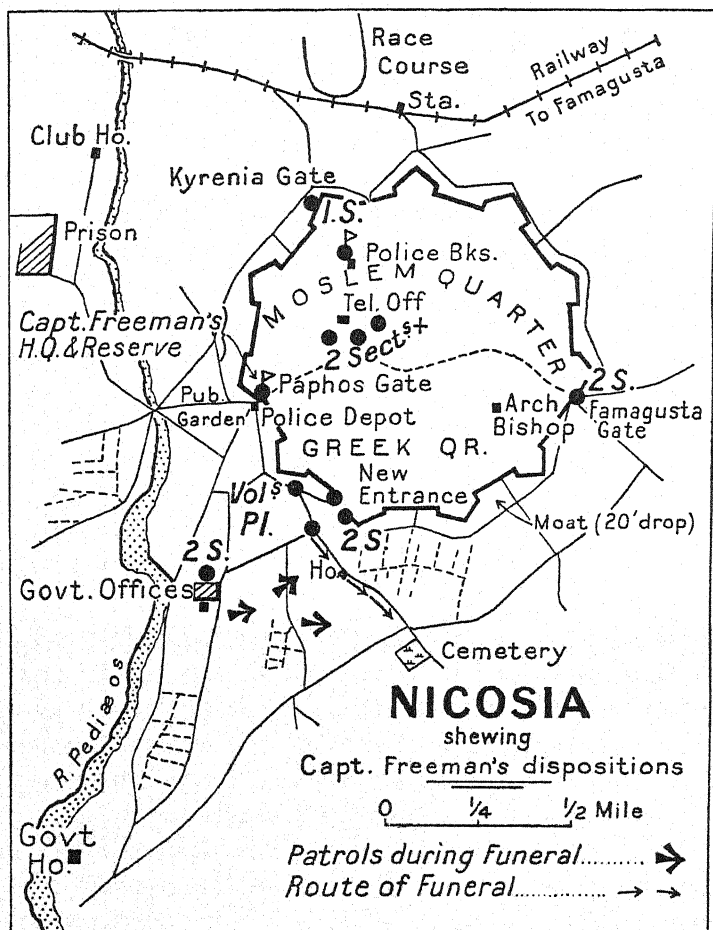 Race
Course
Railway
To Famagusta
Sta.
Club Ho.
Kyrenia Gate
1.S.
Prison
Police Bks.
MOSLEM QUARTER
Tel. Off
Capt. Freeman's
H.Q. & Reserve
2 Sectˢ+
Paphos Gate
2 S.
Pub.
Garden
Police Depot
Arch
Bishop
Famagusta
Gate
GREEK QR.
New
Entrance
Volˢ
Pl.
2 S.
Moat (20' drop)
2 S.
Ho.
Govt. Offices
Cemetery
R. Pediæos
NICOSIA
shewing
Capt. Freeman's dispositions
0 1/4 1/2 Mile
Govt
Ho.
Patrols during Funeral..........
Route of Funeral................